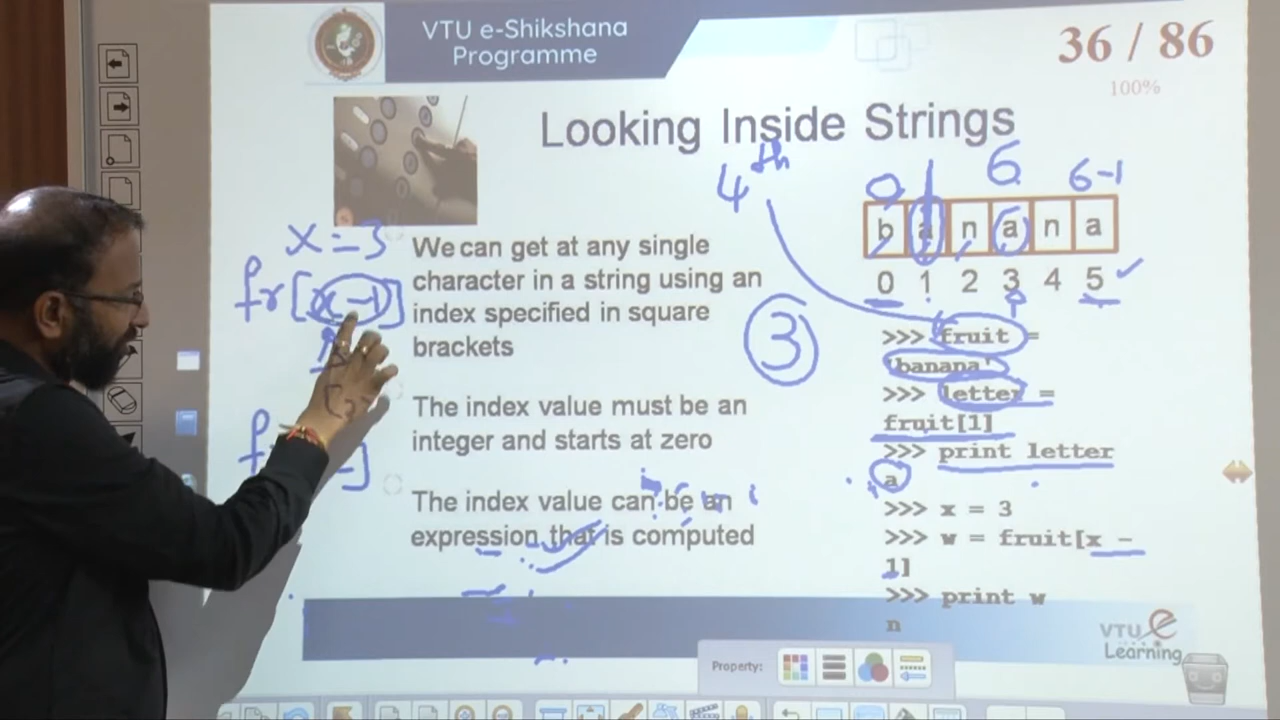 VTU e-Shikshana
Programme
36 / 86
100%
Looking Inside Strings
4th
6
0
6-1
b a n a n a
0 1 2 3 4 5
x = 3
fr[x-1]
We can get at any single
character in a string using an
index specified in square
brackets
3
The index value must be an
integer and starts at zero
The index value can be an
expression that is computed
>>> fruit =
'banana'
>>> letter =
fruit[1]
>>> print letter
a
>>> x = 3
>>> w = fruit[x -
1]
>>> print w
n
VTU e
Learning
Property: